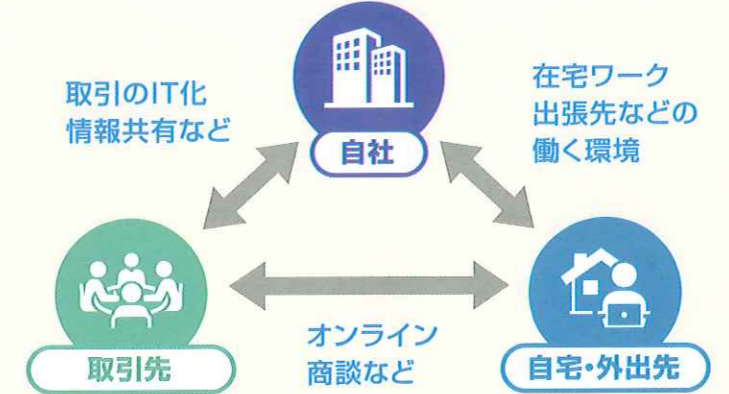 取引のIT化
情報共有など
自社
在宅ワーク
出張先などの
働く環境
取引先
オンライン
商談など
自宅・外出先